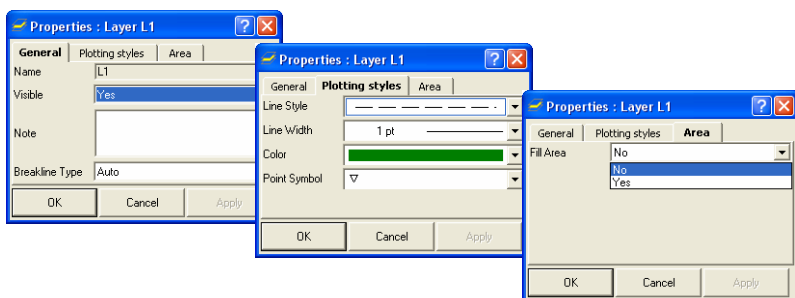 Properties : Layer L1
General Plotting styles Area
Name L1
Visible Yes
Note
Breakline Type Auto
OK Cancel Apply
Properties : Layer L1
General Plotting styles Area
Line Style
Line Width 1 pt
Color
Point Symbol
OK Cancel Apply
Properties : Layer L1
General Plotting styles Area
Fill Area No
No
Yes
OK Cancel Apply